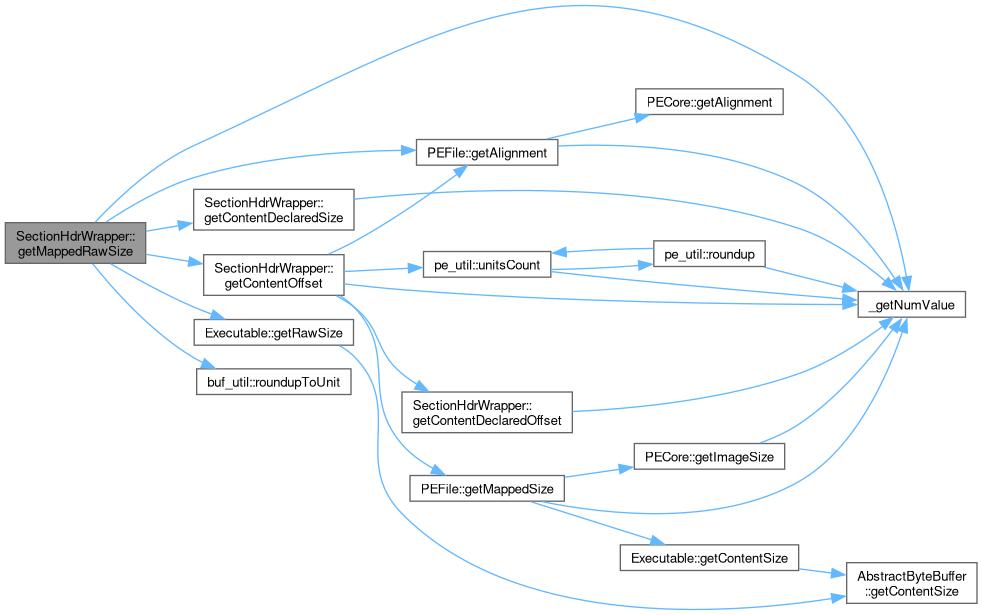 PECore::getAlignment
PEFile::getAlignment
SectionHdrWrapper::
getContentDeclaredSize
SectionHdrWrapper::
getMappedRawSize
SectionHdrWrapper::
getContentOffset
pe_util::unitsCount
pe_util::roundup
_getNumValue
Executable::getRawSize
buf_util::roundupToUnit
SectionHdrWrapper::
getContentDeclaredOffset
PECore::getImageSize
PEFile::getMappedSize
Executable::getContentSize
AbstractByteBuffer
::getContentSize